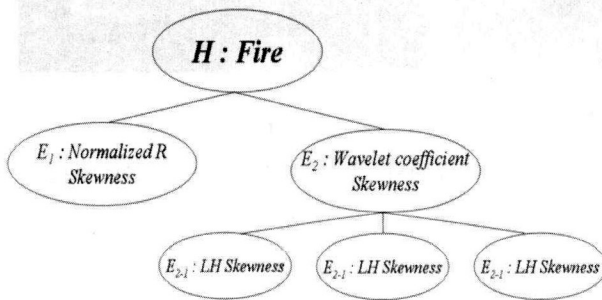 H : Fire
E₁ : Normalized R
Skewness
E₂ : Wavelet coefficient
Skewness
E₂₋₁ : LH Skewness
E₂₋₁ : LH Skewness
E₂₋₁ : LH Skewness